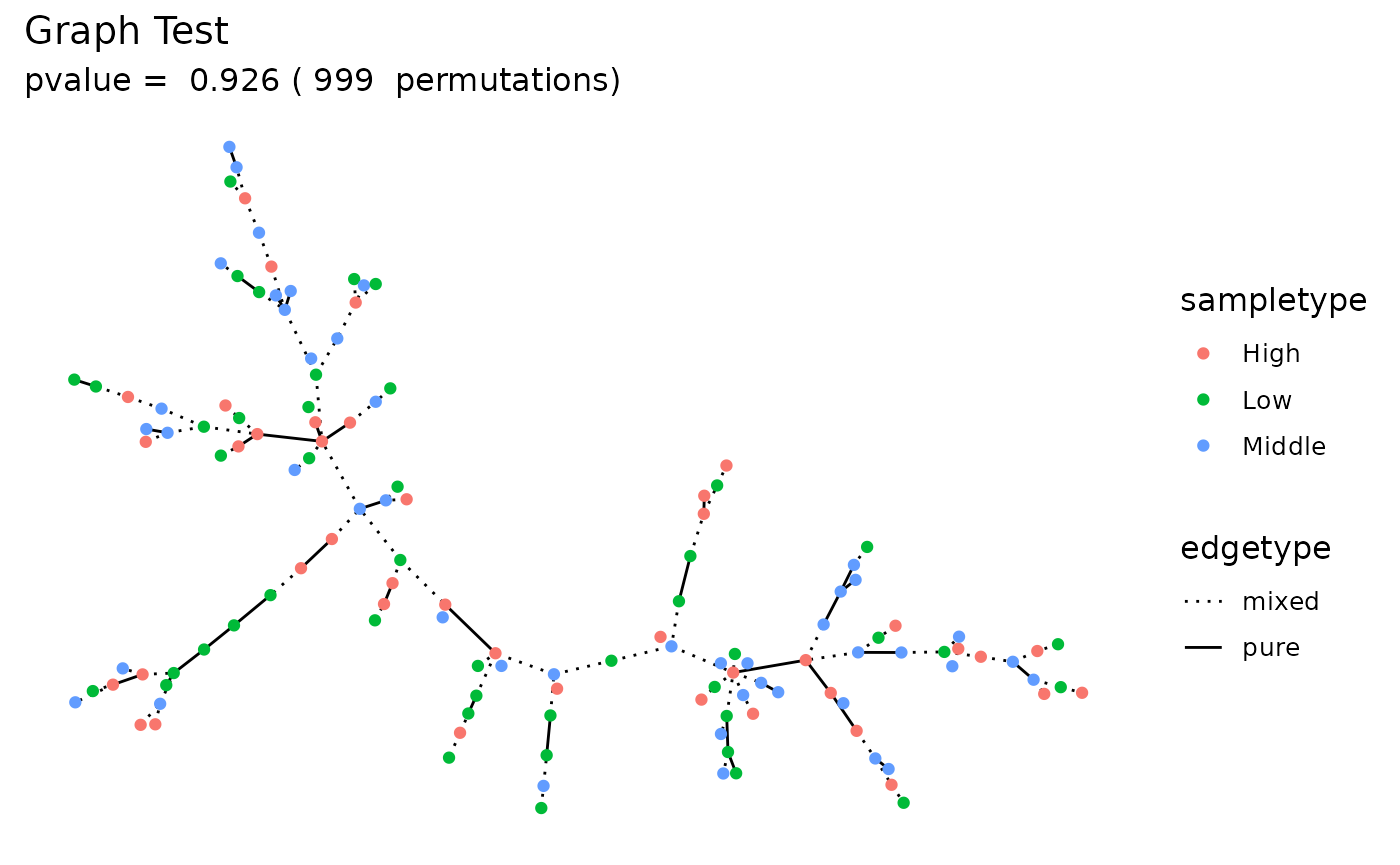 Graph Test
pvalue =  0.926 ( 999  permutations)
sampletype
High
Low
Middle
edgetype
mixed
pure